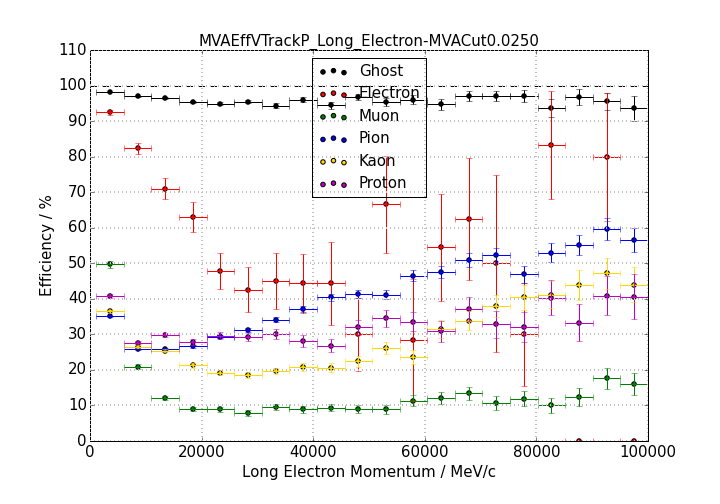 MVAEffVTrackP_Long_Electron-MVACut0.0250
110
100
90
80
70
60
50
40
30
20
10
0
Efficiency / %
Ghost
Electron
Muon
Pion
Kaon
Proton
0 20000 40000 60000 80000 100000
Long Electron Momentum / MeV/c